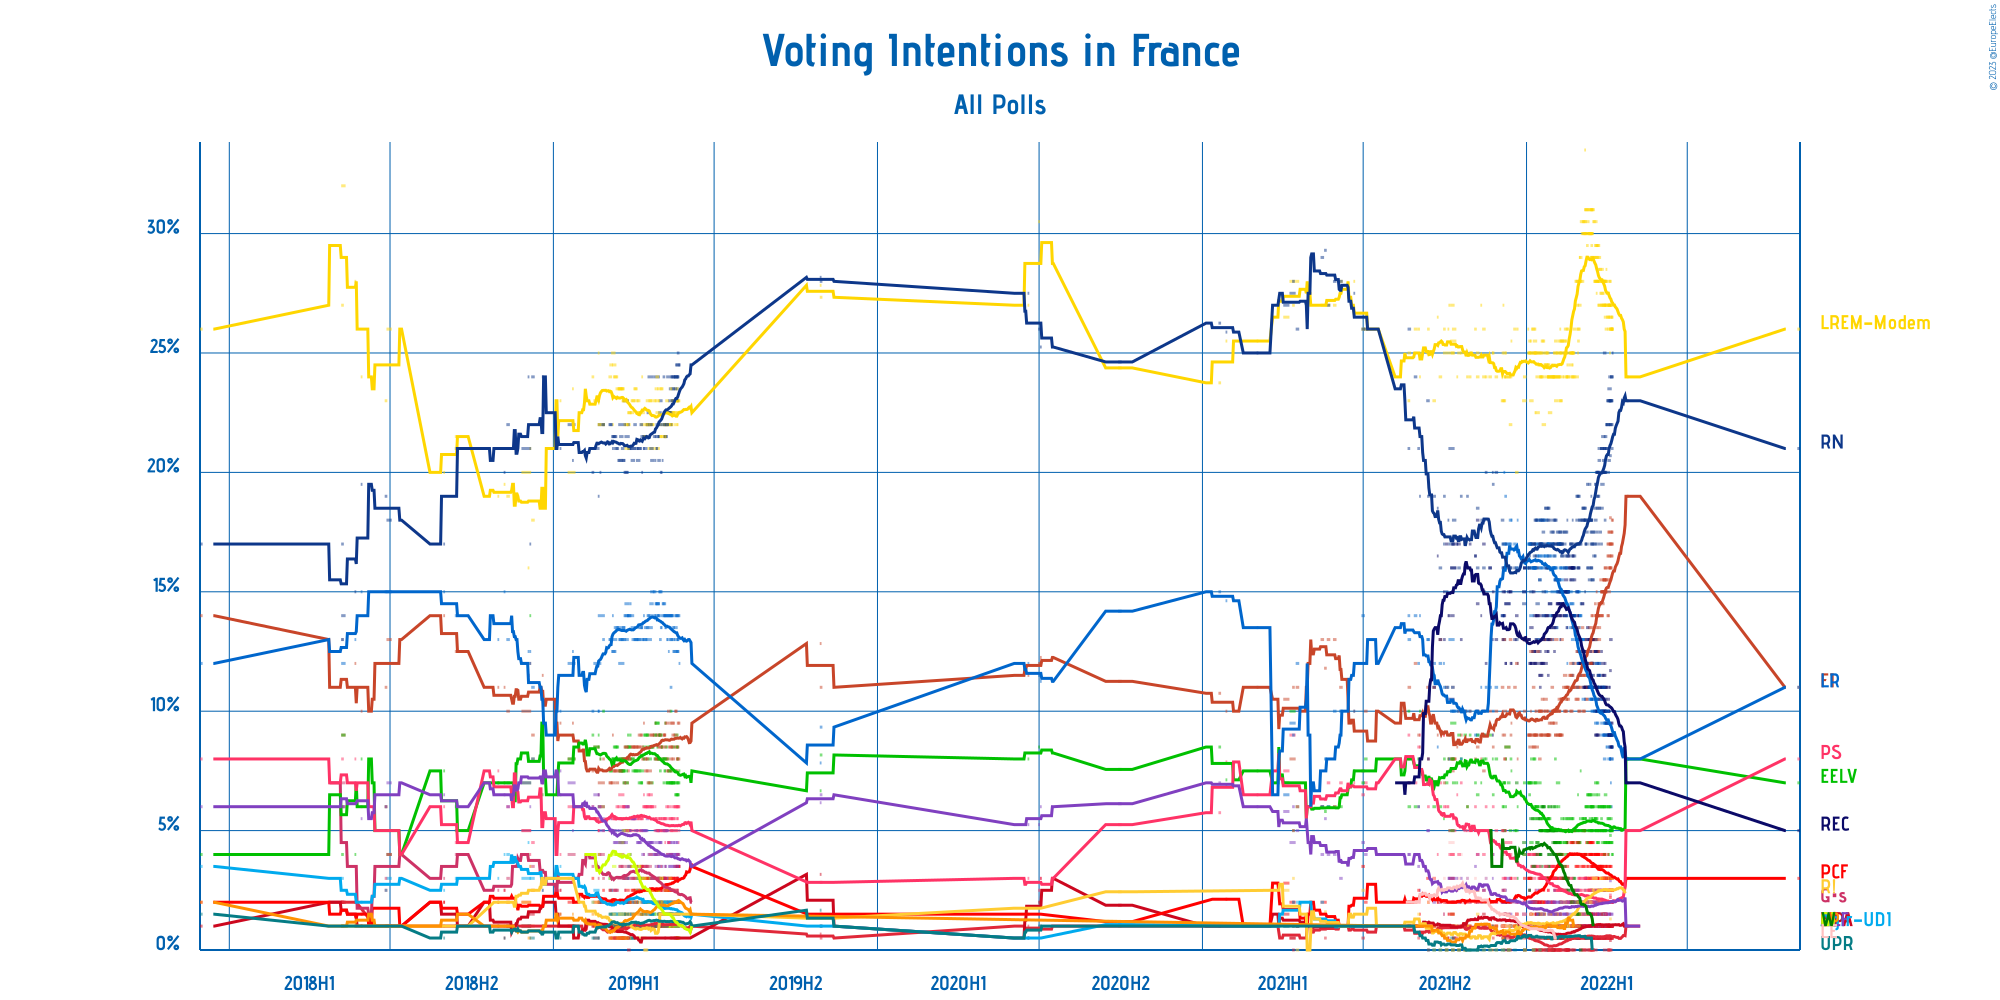 © 2023 @EuropeElects
Voting Intentions in France
All Polls
30%
25%
20%
15%
10%
5%
0%
LREM-Modem
RN
ER
PS
EELV
REC
PCF
G·s
-UDI
UPR
2018H1
2018H2
2019H1
2019H2
2020H1
2020H2
2021H1
2021H2
2022H1